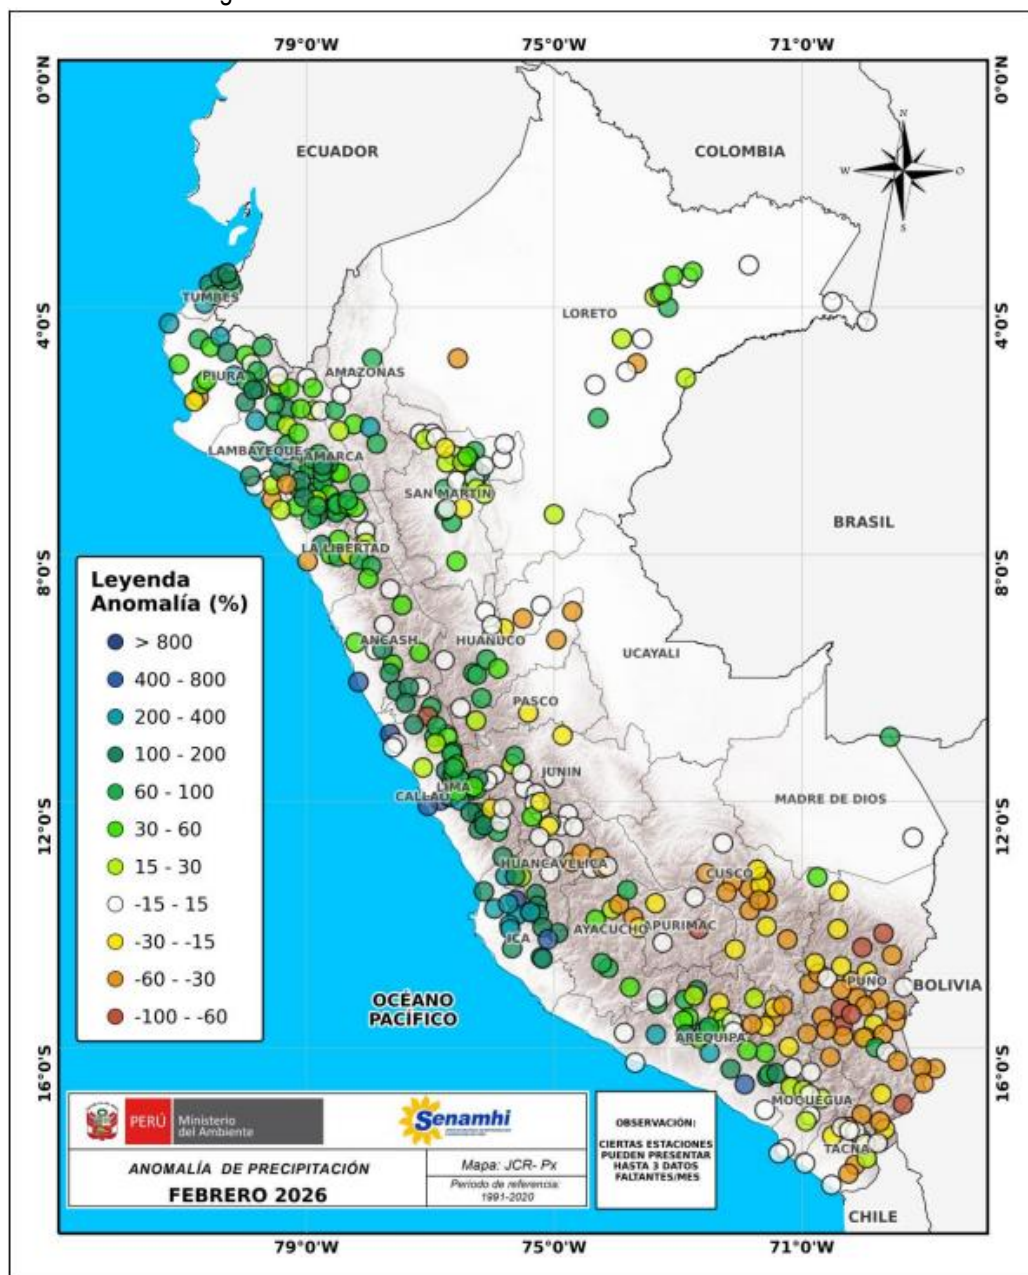 79°0'W 75°0'W 71°0'W
0°0'N 0°0'N
ECUADOR
COLOMBIA
N
W O
S
TUMBES
LORETO
4°0'S 4°0'S
PIURA
AMAZONAS
LAMBAYEQUE
AMARCA
SAN MARTIN
BRASIL
LA LIBERTAD
8°0'S 8°0'S
Leyenda
Anomalía (%)
> 800
400 - 800
200 - 400
100 - 200
60 - 100
30 - 60
15 - 30
-15 - 15
-30 - -15
-60 - -30
-100 - -60
ANCASH
HUANUCO
UCAYALI
PASCO
JUNIN
LIMA
CALLAO
MADRE DE DIOS
12°0'S 12°0'S
HUANCAVELICA
CUSCO
ICA
AYACUCHO
APURIMAC
PUNO
BOLIVIA
OCÉANO
PACÍFICO
AREQUIPA
16°0'S 16°0'S
MOQUEGUA
TACNA
CHILE
PERÚ
Ministerio
del Ambiente
Senamhi
ANOMALÍA DE PRECIPITACIÓN
FEBRERO 2026
Mapa: JCR- Px
Periodo de referencia:
1991-2020
OBSERVACIÓN:
CIERTAS ESTACIONES
PUEDEN PRESENTAR
HASTA 3 DATOS
FALTANTES/MES
79°0'W 75°0'W 71°0'W